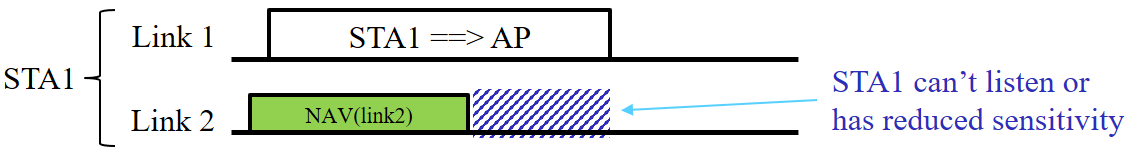 STA1
Link 1
STA1 ==> AP
Link 2
NAV(link2)
STA1 can’t listen or
has reduced sensitivity